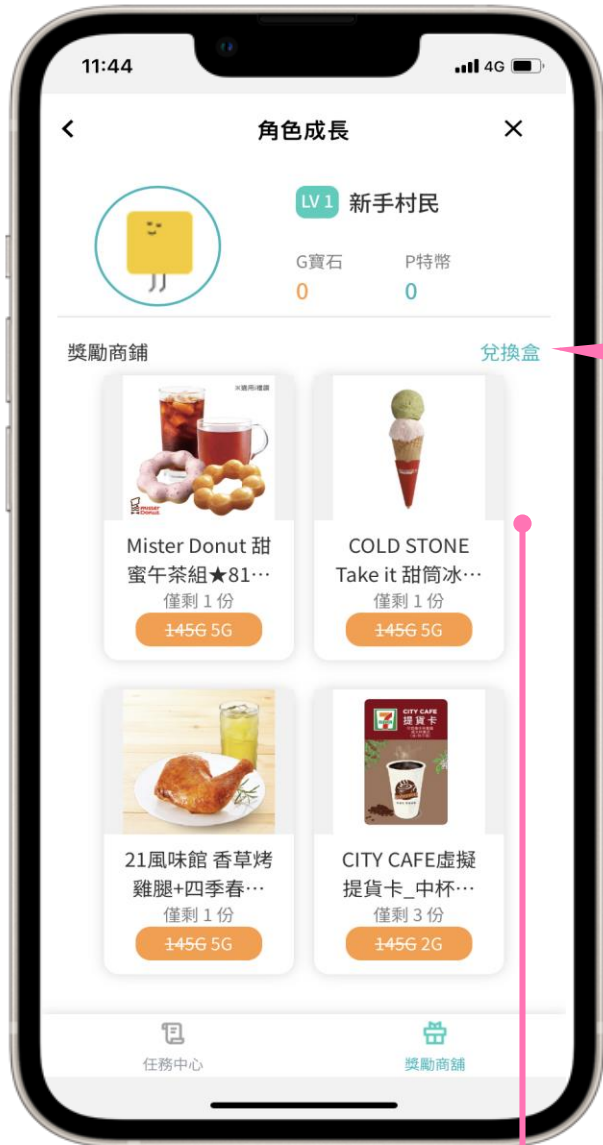 11:44
4G
角色成長
LV 1 新手村民
G寶石 P特幣
0 0
獎勵商鋪 兌換盒
mister Donut
Mister Donut 甜
蜜午茶組★81…
僅剩 1 份
145G 5G
COLD STONE
Take it 甜筒冰…
僅剩 1 份
145G 5G
CITY CAFE
提貨卡
21風味館 香草烤
雞腿+四季春…
僅剩 1 份
145G 5G
CITY CAFE虛擬
提貨卡_中杯…
僅剩 3 份
145G 2G
任務中心 獎勵商舖